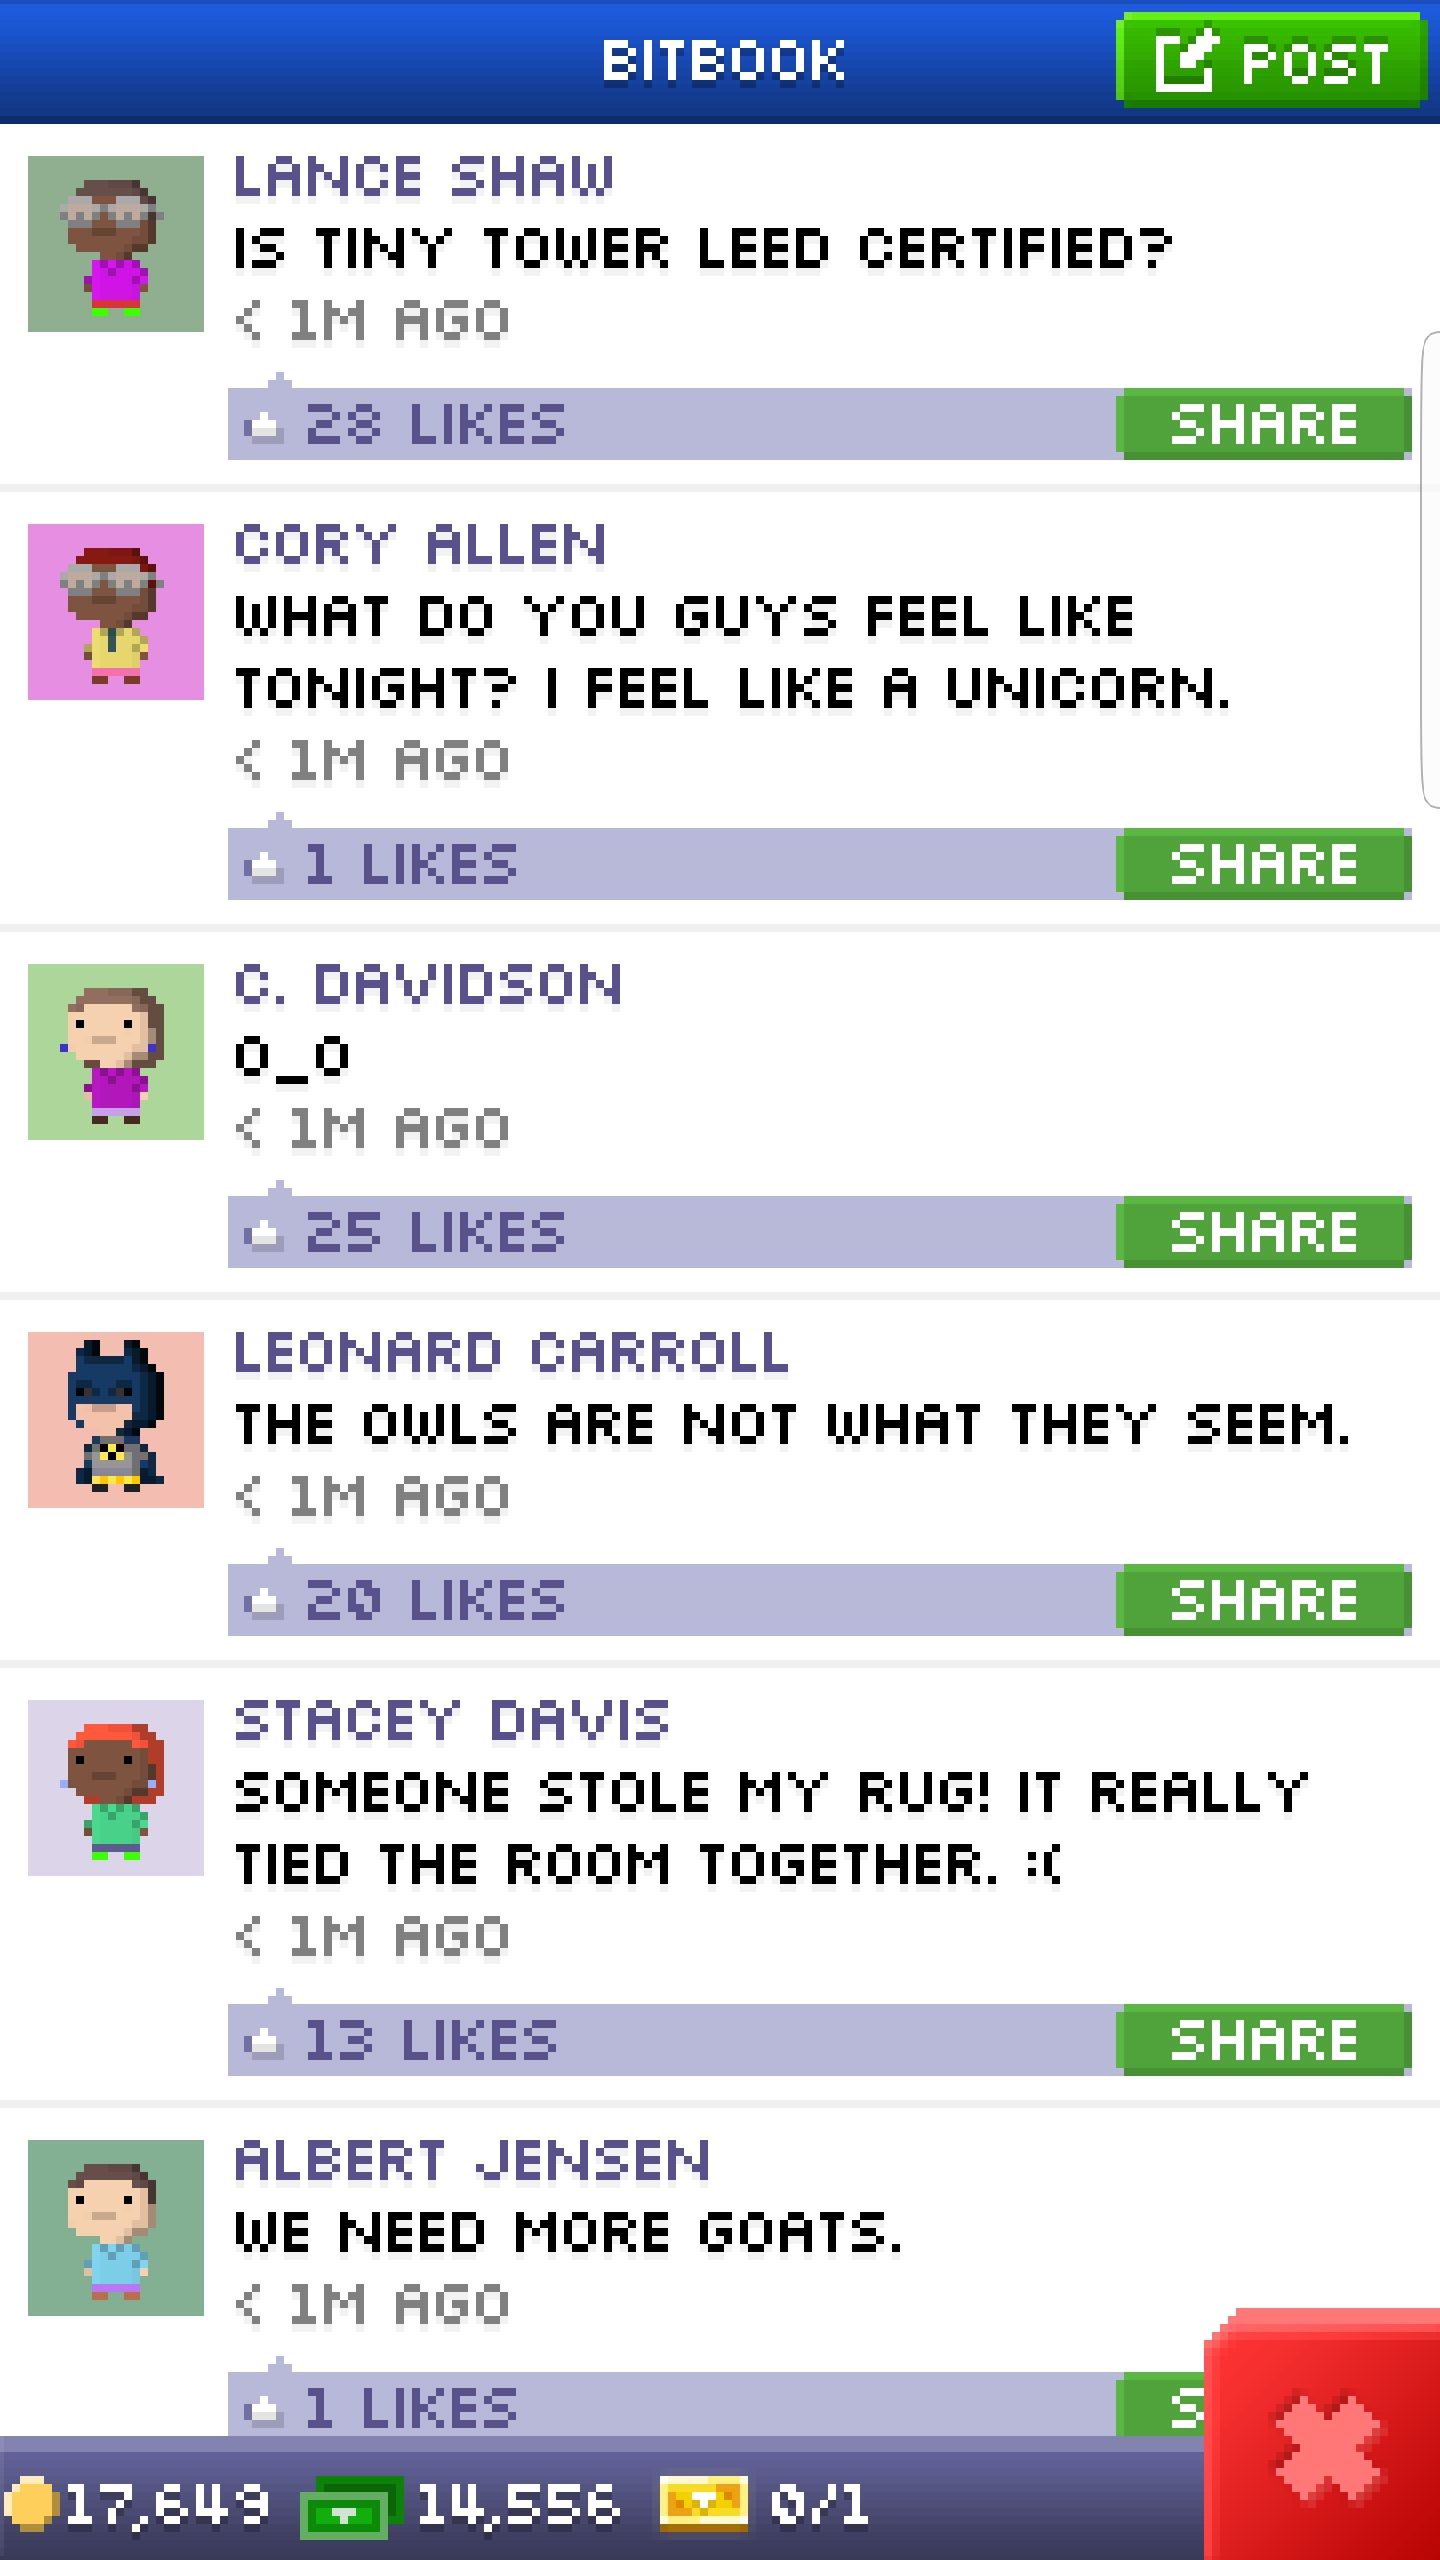 BITBOOK
POST
LANCE SHAW
IS TINY TOWER LEED CERTIFIED?
< 1M AGO
28 LIKES
SHARE
CORY ALLEN
WHAT DO YOU GUYS FEEL LIKE
TONIGHT? I FEEL LIKE A UNICORN.
< 1M AGO
1 LIKES
SHARE
C. DAVIDSON
O_O
< 1M AGO
25 LIKES
SHARE
LEONARD CARROLL
THE OWLS ARE NOT WHAT THEY SEEM.
< 1M AGO
20 LIKES
SHARE
STACEY DAVIS
SOMEONE STOLE MY RUG! IT REALLY
TIED THE ROOM TOGETHER. :(
< 1M AGO
13 LIKES
SHARE
ALBERT JENSEN
WE NEED MORE GOATS.
< 1M AGO
1 LIKES
S
17,649 14,556 0/1